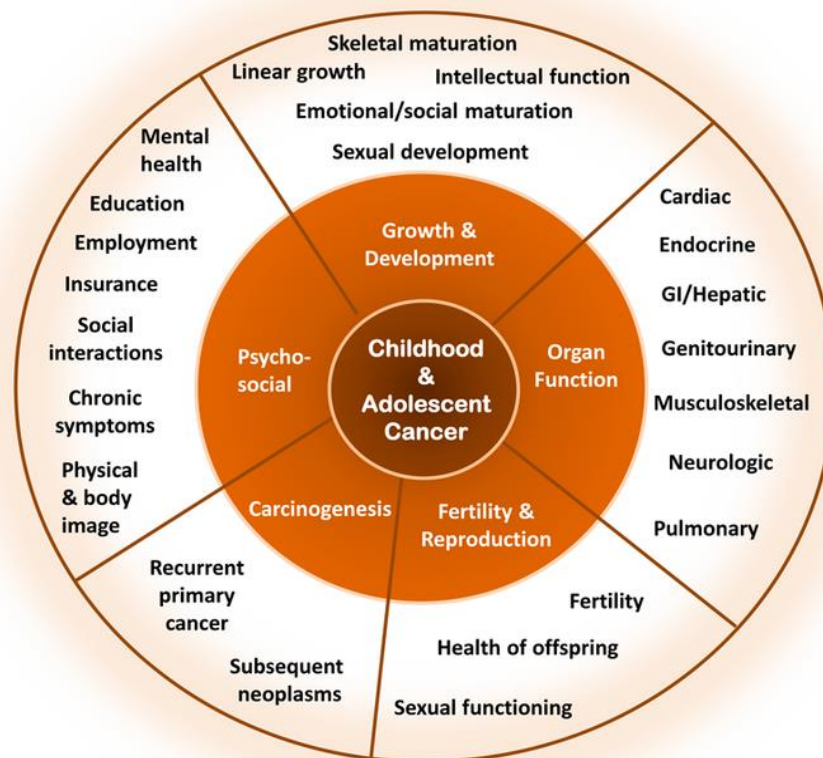 Skeletal maturation
Linear growth
Intellectual function
Emotional/social maturation
Sexual development
Mental
health
Education
Employment
Insurance
Social
interactions
Chronic
symptoms
Physical
& body
image
Growth &
Development
Psycho-
social
Childhood
&
Adolescent
Cancer
Organ
Function
Carcinogenesis
Fertility &
Reproduction
Cardiac
Endocrine
GI/Hepatic
Genitourinary
Musculoskeletal
Neurologic
Pulmonary
Recurrent
primary
cancer
Subsequent
neoplasms
Fertility
Health of offspring
Sexual functioning